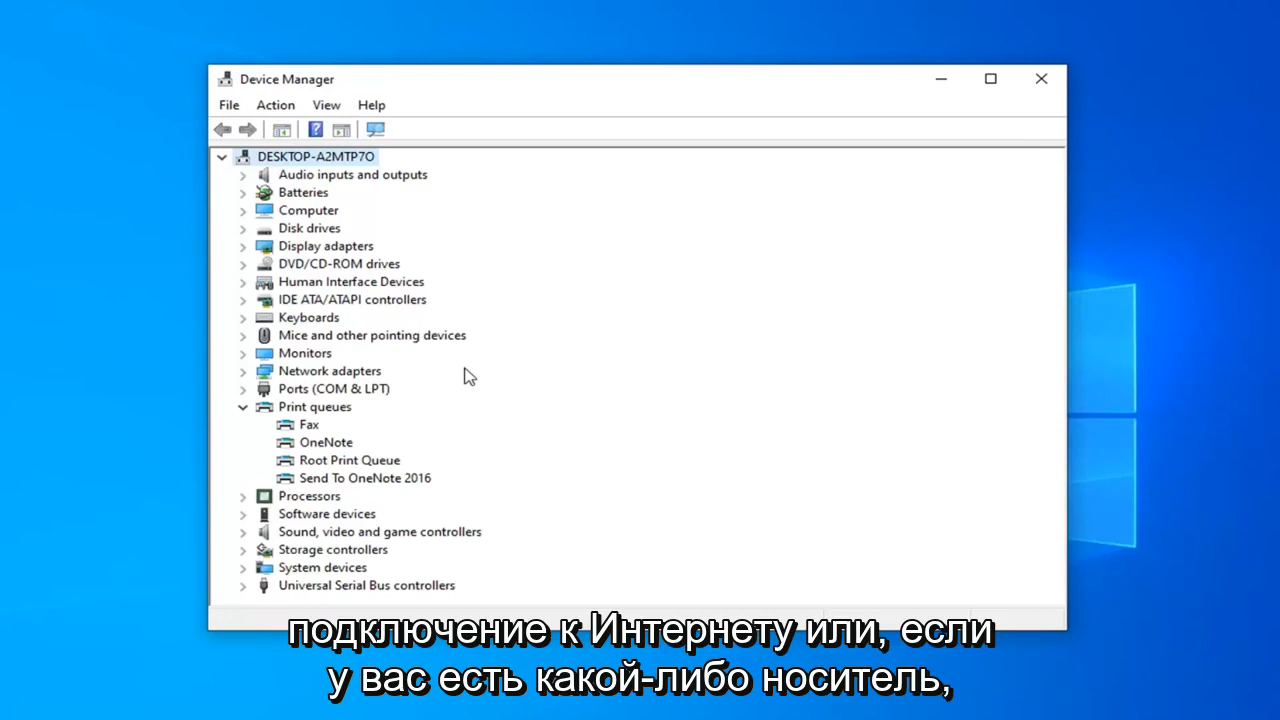 Device Manager
File Action View Help
DESKTOP-A2MTP7O
Audio inputs and outputs
Batteries
Computer
Disk drives
Display adapters
DVD/CD-ROM drives
Human Interface Devices
IDE ATA/ATAPI controllers
Keyboards
Mice and other pointing devices
Monitors
Network adapters
Ports (COM & LPT)
Print queues
Fax
OneNote
Root Print Queue
Send To OneNote 2016
Processors
Software devices
Sound, video and game controllers
Storage controllers
System devices
Universal Serial Bus controllers
подключение к Интернету или, если
у вас есть какой-либо носитель,